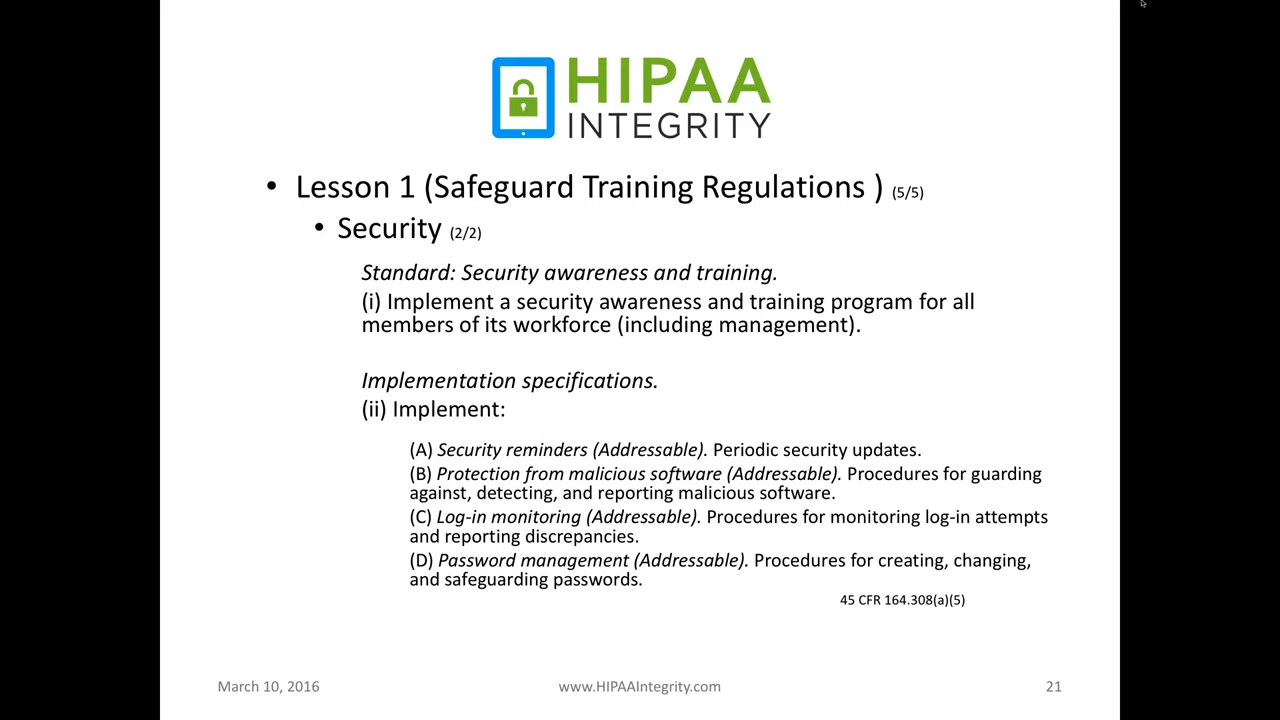 HIPAA
INTEGRITY
• Lesson 1 (Safeguard Training Regulations ) (5/5)
• Security (2/2)
Standard: Security awareness and training.
(i) Implement a security awareness and training program for all
members of its workforce (including management).
Implementation specifications.
(ii) Implement:
(A) Security reminders (Addressable). Periodic security updates.
(B) Protection from malicious software (Addressable). Procedures for guarding
against, detecting, and reporting malicious software.
(C) Log-in monitoring (Addressable). Procedures for monitoring log-in attempts
and reporting discrepancies.
(D) Password management (Addressable). Procedures for creating, changing,
and safeguarding passwords.
45 CFR 164.308(a)(5)
March 10, 2016 www.HIPAAIntegrity.com 21